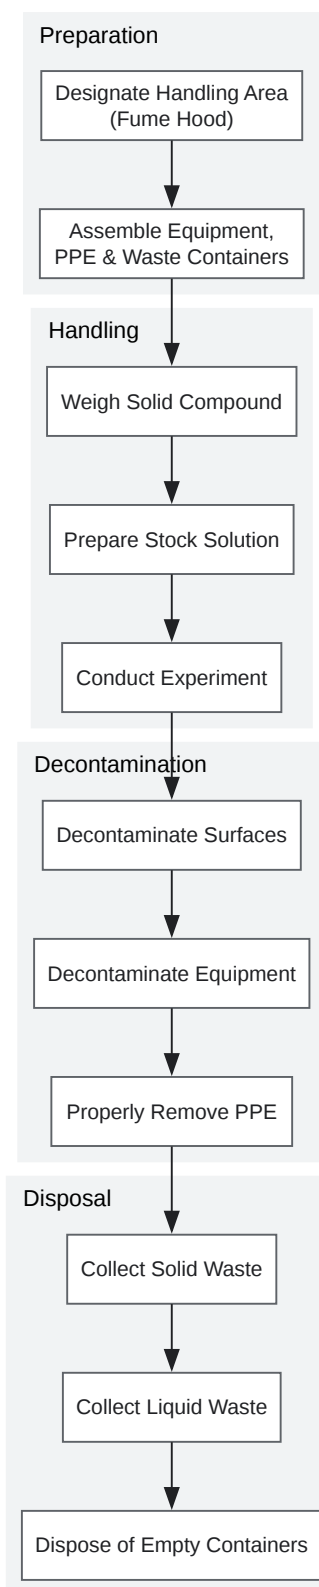 Preparation
Designate Handling Area
(Fume Hood)
Assemble Equipment,
PPE & Waste Containers
Handling
Weigh Solid Compound
Prepare Stock Solution
Conduct Experiment
Decontamination
Decontaminate Surfaces
Decontaminate Equipment
Properly Remove PPE
Disposal
Collect Solid Waste
Collect Liquid Waste
Dispose of Empty Containers